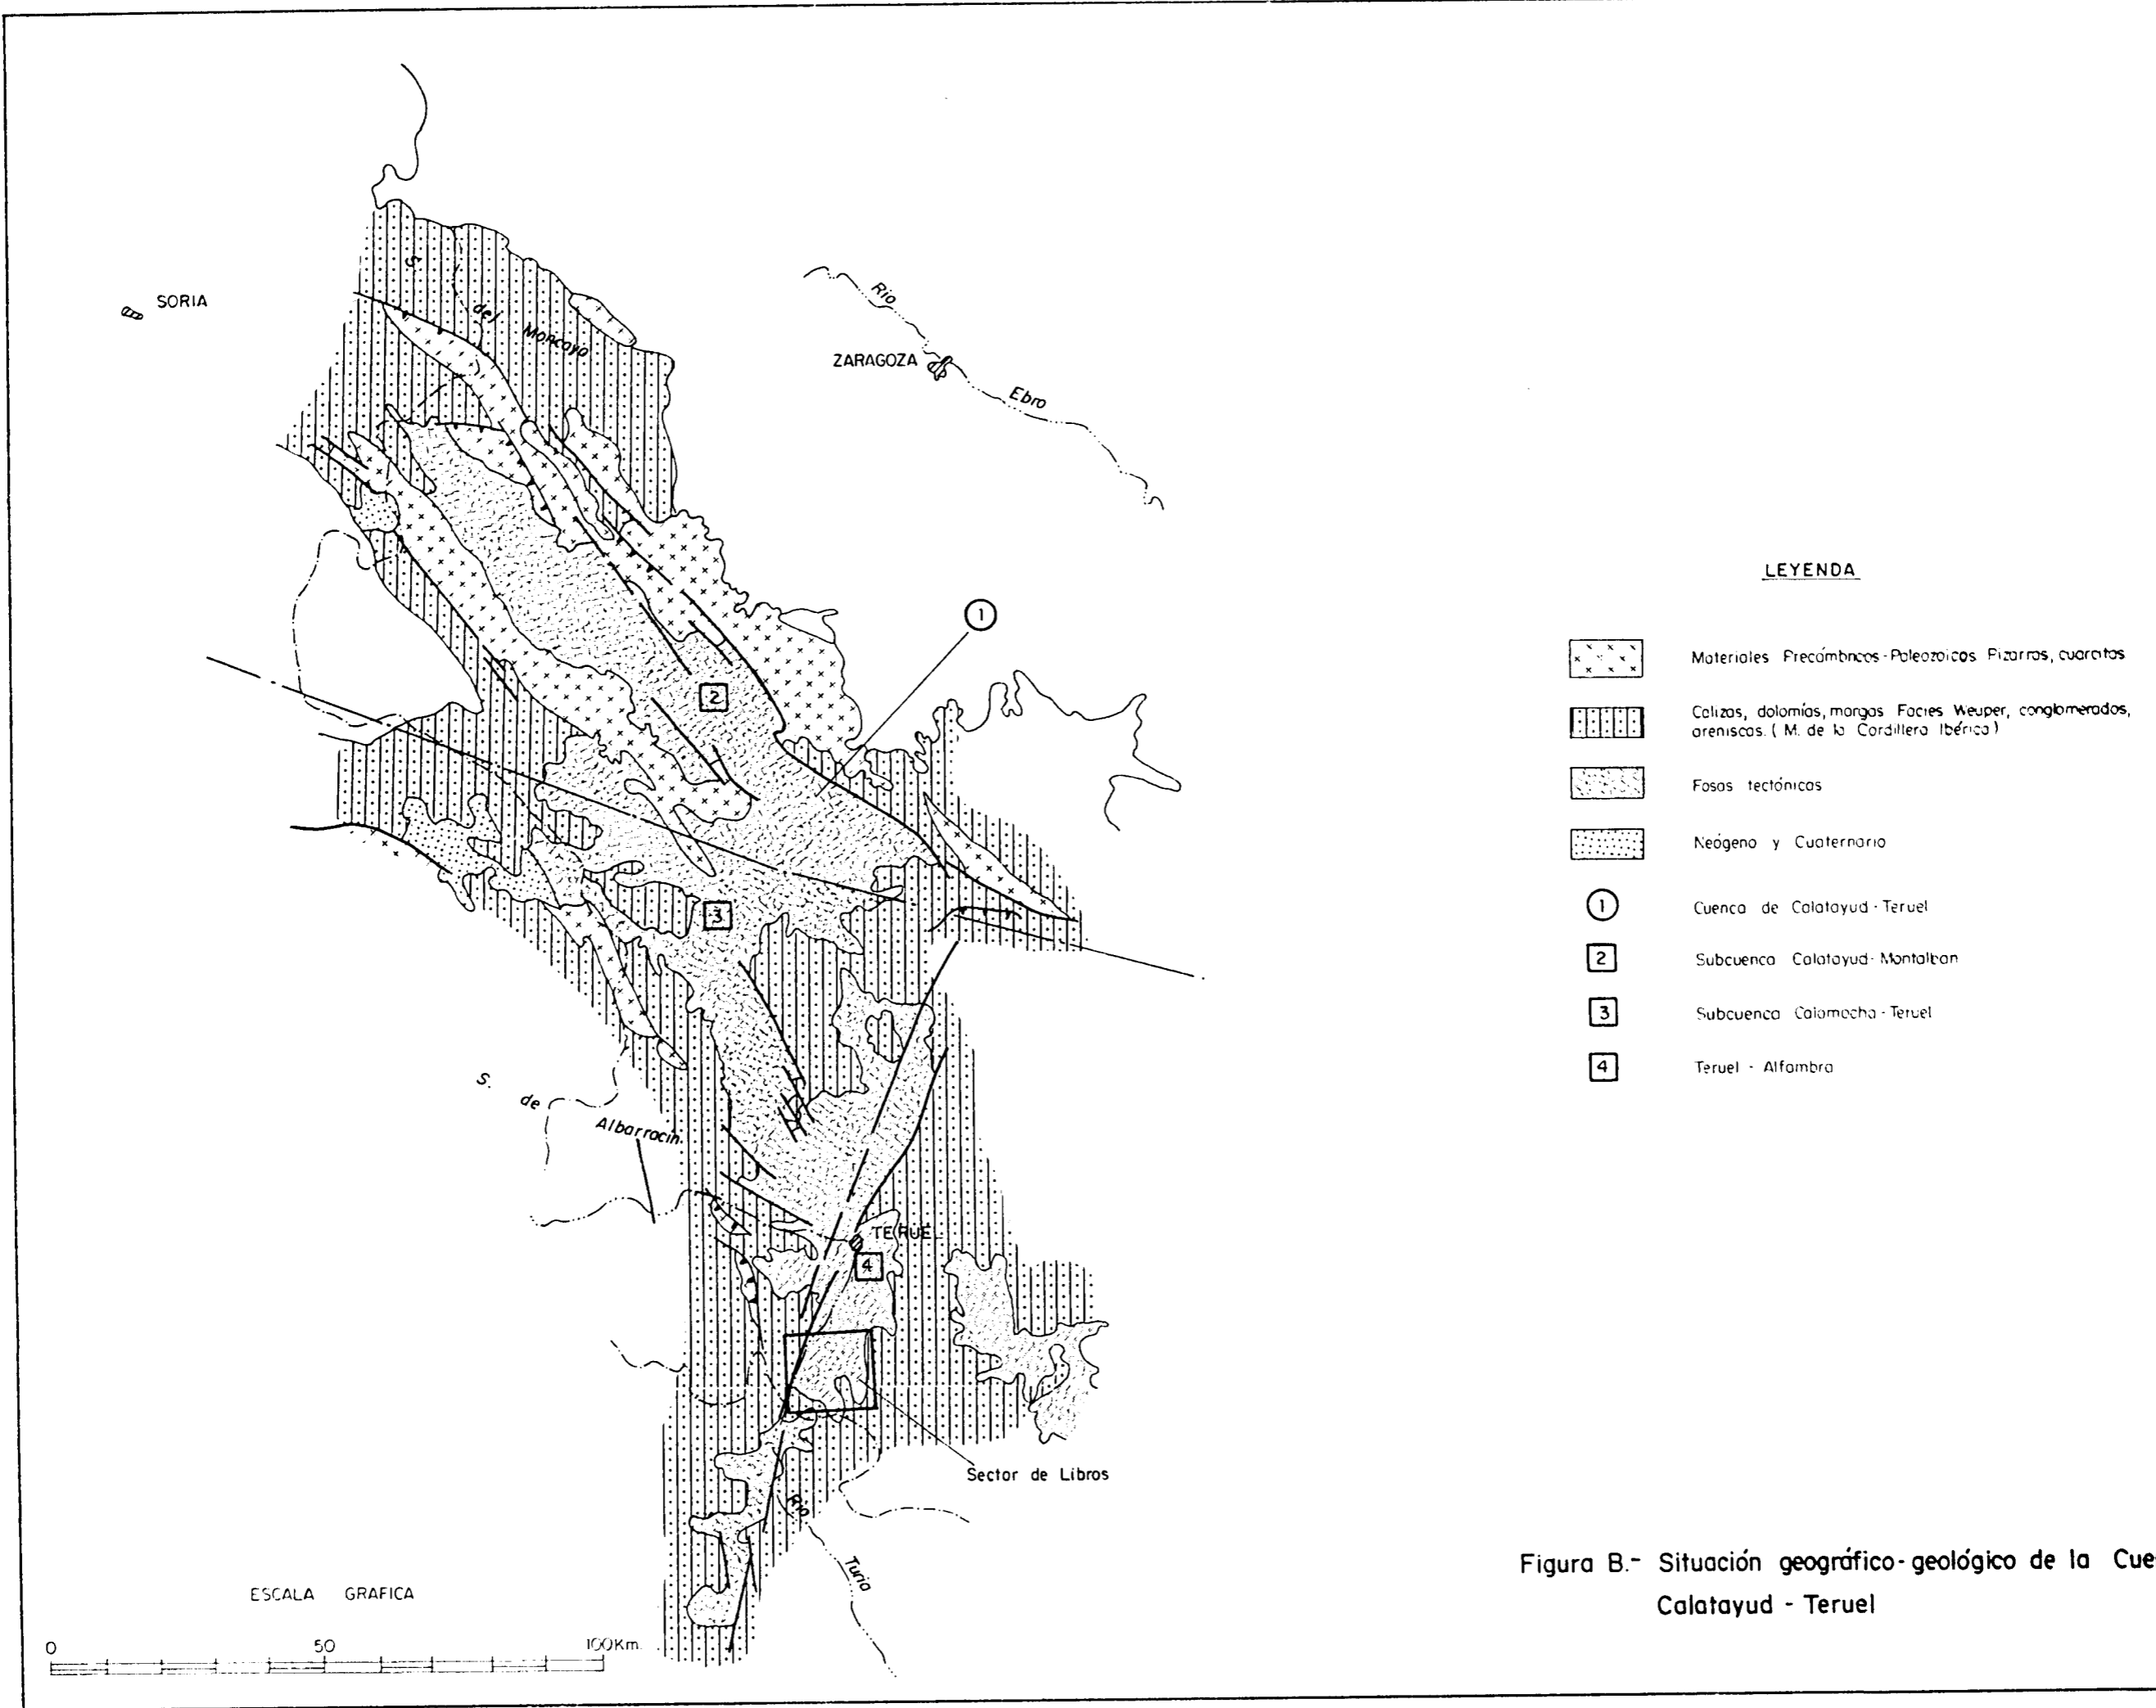 SORIA
S.
del
Moncayo
Rio
ZARAGOZA
Ebro
1
2
3
S.
de
Albarracín.
TERUEL
4
Sector de Libros
Rio
Turia
ESCALA GRAFICA
0 50 100Km.
LEYENDA
Materiales Precámbricos-Paleozoicos Pizarras, cuarcitas
Calizas, dolomías, margas Facies Weuper, conglomerados,
areniscas. ( M. de la Cordillera Ibérica )
Fosas tectónicas
Neógeno y Cuaternario
1 Cuenca de Calatayud - Teruel
2 Subcuenca Calatayud- Montalban
3 Subcuenca Calamocha - Teruel
4 Teruel - Alfambra
Figura B.- Situación geográfico-geológico de la Cue
Calatayud - Teruel